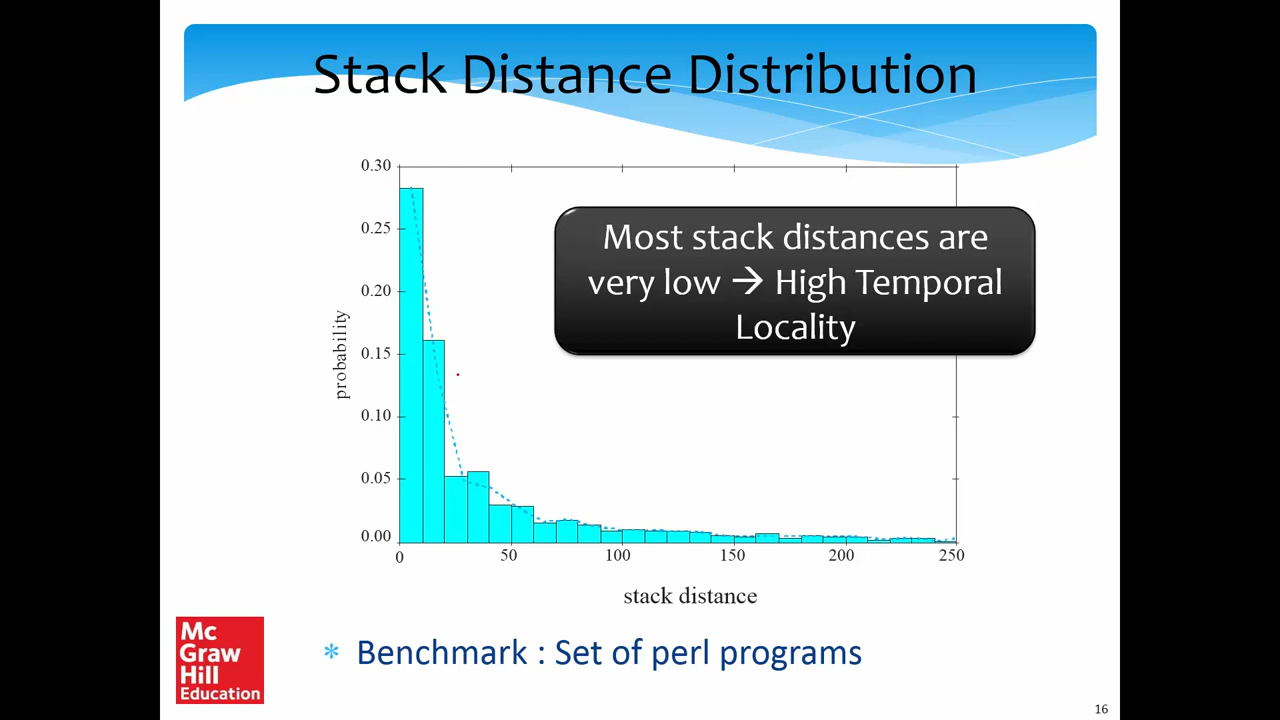 Stack Distance Distribution
0.30
0.25
0.20
0.15
0.10
0.05
0.00
probability
0 50 100 150 200 250
stack distance
Most stack distances are
very low → High Temporal
Locality
* Benchmark : Set of perl programs
Mc
Graw
Hill
Education
16